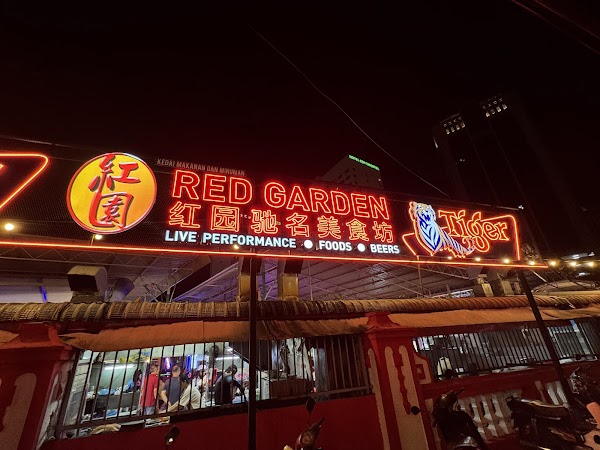 紅
園
KEDAI MAKANAN DAN MINUMAN
RED GARDEN
红园驰名美食坊
LIVE PERFORMANCE ● FOODS ● BEERS
Tiger